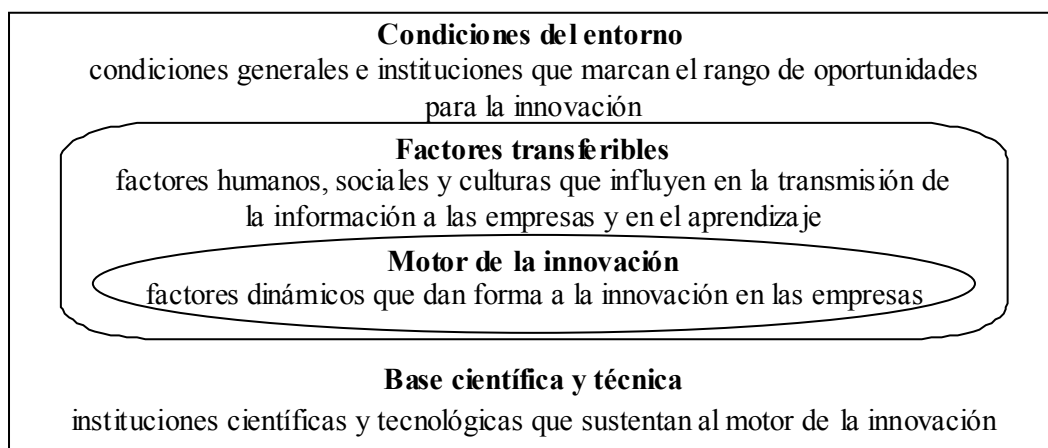 Condiciones del entorno
condiciones generales e instituciones que marcan el rango de oportunidades
para la innovación
Factores transferibles
factores humanos, sociales y culturas que influyen en la transmisión de
la información a las empresas y en el aprendizaje
Motor de la innovación
factores dinámicos que dan forma a la innovación en las empresas
Base científica y técnica
instituciones científicas y tecnológicas que sustentan al motor de la innovación